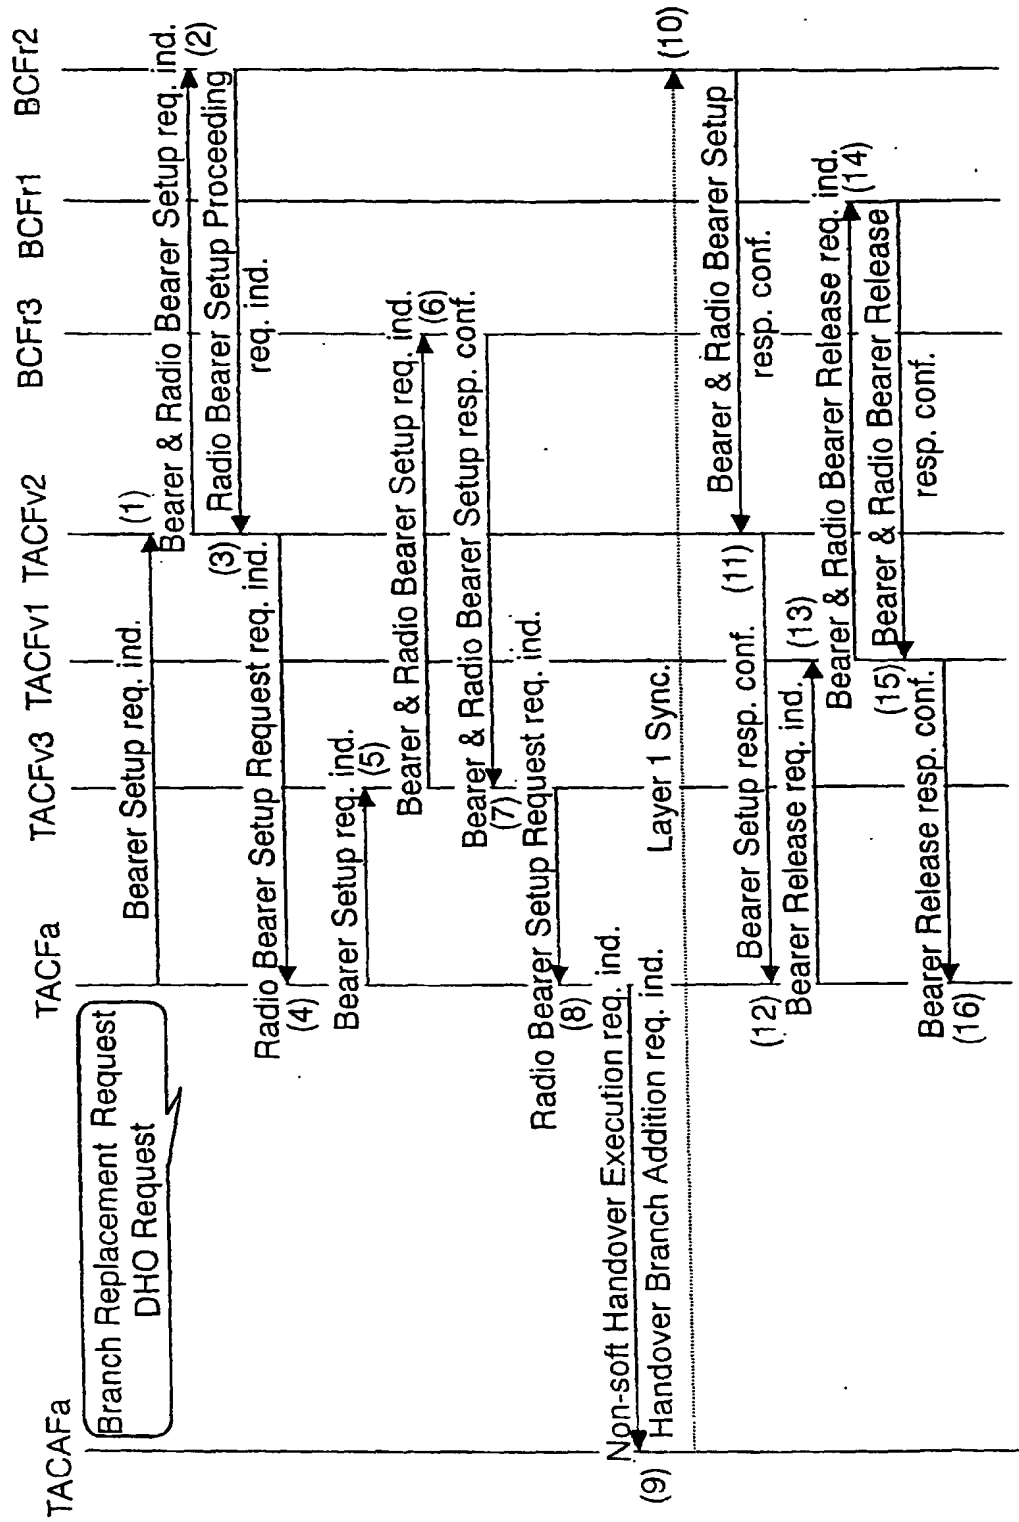 TACAFa
TACFa
TACFv3
TACFv1
TACFv2
BCFr3
BCFr1
BCFr2
Branch Replacement Request
DHO Request
Bearer Setup req. ind.
(1)
Bearer & Radio Bearer Setup req. ind.
(2)
Radio Bearer Setup Proceeding
req. ind.
(3)
Radio Bearer Setup Request req. ind.
(4)
Bearer Setup req. ind.
(5)
Bearer & Radio Bearer Setup req. ind.
(6)
Bearer & Radio Bearer Setup resp. conf.
(7)
Radio Bearer Setup Request req. ind.
(8)
Non-soft Handover Execution req. ind.
Handover Branch Addition req. ind.
(9)
Layer 1 Sync.
(10)
Bearer & Radio Bearer Setup
resp. conf.
(11)
Bearer Setup resp. conf.
(12)
Bearer Release req. ind.
(13)
Bearer & Radio Bearer Release req. ind.
(14)
Bearer & Radio Bearer Release
resp. conf.
(15)
Bearer Release resp. conf.
(16)